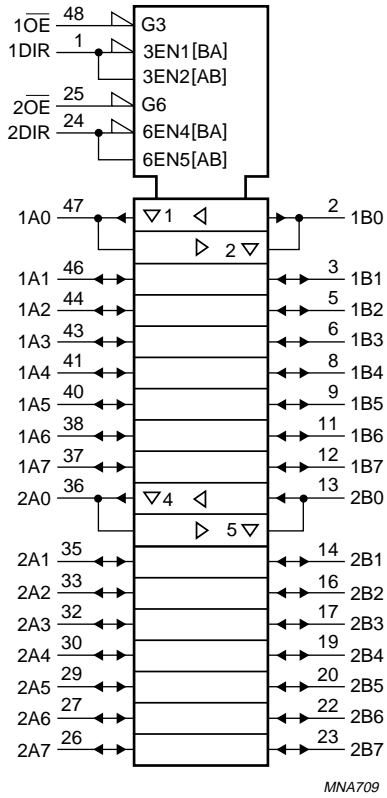 1O̅E̅ 48 G3
1DIR 1 3EN1[BA]
3EN2[AB]
2O̅E̅ 25 G6
2DIR 24 6EN4[BA]
6EN5[AB]
1A0 47 1 2 1B0
2
1A1 46 3 1B1
1A2 44 5 1B2
1A3 43 6 1B3
1A4 41 8 1B4
1A5 40 9 1B5
1A6 38 11 1B6
1A7 37 12 1B7
2A0 36 4 13 2B0
5
2A1 35 14 2B1
2A2 33 16 2B2
2A3 32 17 2B3
2A4 30 19 2B4
2A5 29 20 2B5
2A6 27 22 2B6
2A7 26 23 2B7
MNA709